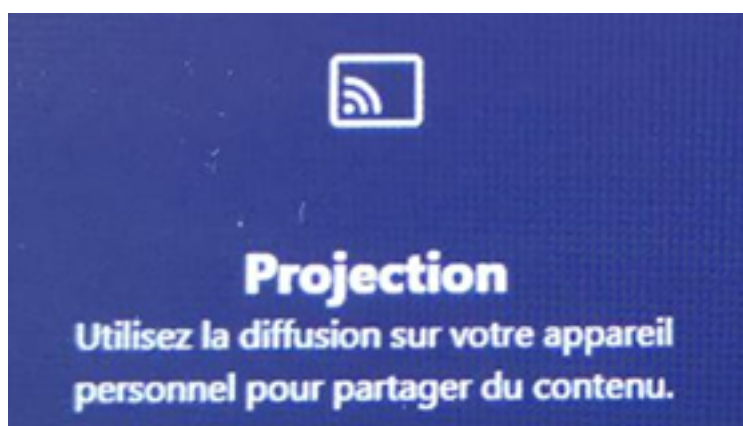 Projection
Utilisez la diffusion sur votre appareil
personnel pour partager du contenu.